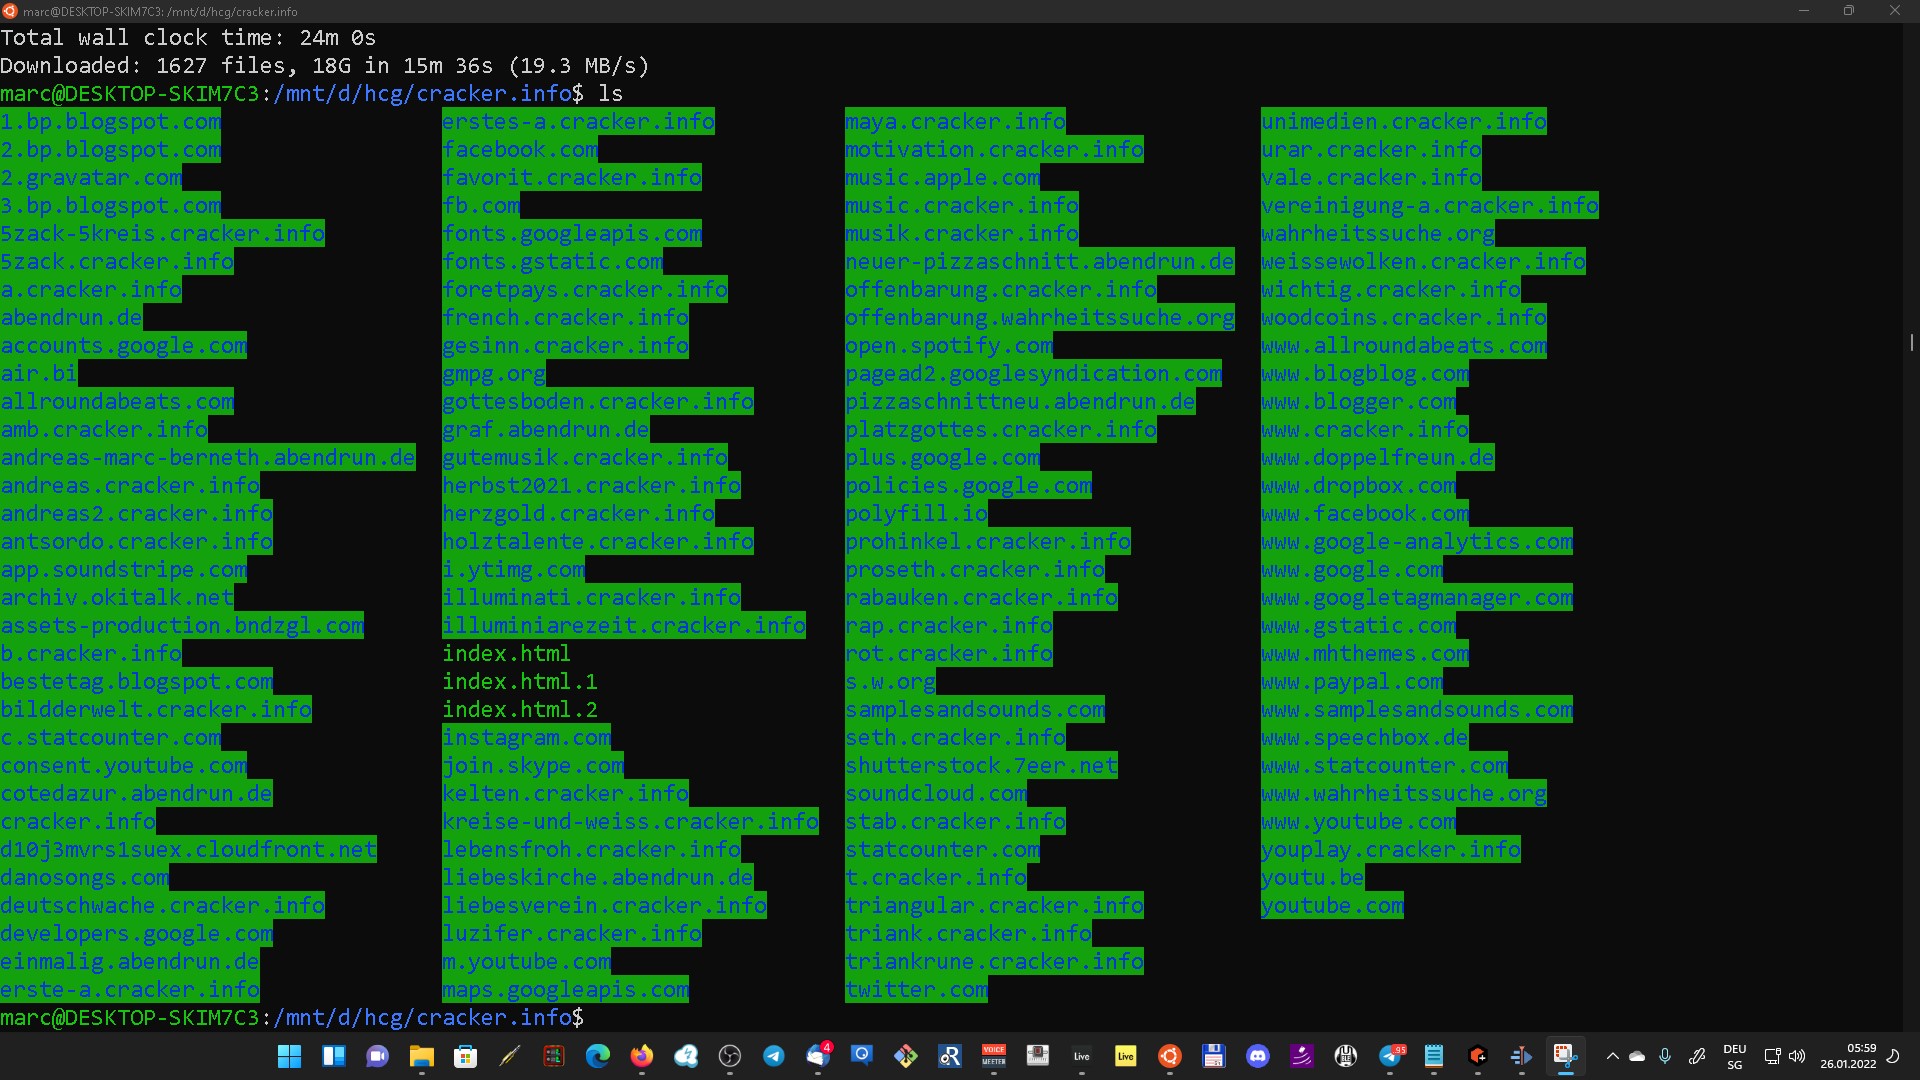 marc@DESKTOP-SKIM7C3: /mnt/d/hcg/cracker.info
Total wall clock time: 24m 0s
Downloaded: 1627 files, 18G in 15m 36s (19.3 MB/s)
marc@DESKTOP-SKIM7C3:/mnt/d/hcg/cracker.info$ ls
1.bp.blogspot.com erstes-a.cracker.info maya.cracker.info unimedien.cracker.info
2.bp.blogspot.com facebook.com motivation.cracker.info urar.cracker.info
2.gravatar.com favorit.cracker.info music.apple.com vale.cracker.info
3.bp.blogspot.com fb.com music.cracker.info vereinigung-a.cracker.info
5zack-5kreis.cracker.info fonts.googleapis.com musik.cracker.info wahrheitssuche.org
5zack.cracker.info fonts.gstatic.com neuer-pizzaschnitt.abendrun.de weissewolken.cracker.info
a.cracker.info foretpays.cracker.info offenbarung.cracker.info wichtig.cracker.info
abendrun.de french.cracker.info offenbarung.wahrheitssuche.org woodcoins.cracker.info
accounts.google.com gesinn.cracker.info open.spotify.com www.allroundabeats.com
air.bi gmpg.org pagead2.googlesyndication.com www.blogblog.com
allroundabeats.com gottesboden.cracker.info pizzaschnittneu.abendrun.de www.blogger.com
amb.cracker.info graf.abendrun.de platzgottes.cracker.info www.cracker.info
andreas-marc-berneth.abendrun.de gutemusik.cracker.info plus.google.com www.doppelfreun.de
andreas.cracker.info herbst2021.cracker.info policies.google.com www.dropbox.com
andreas2.cracker.info herzgold.cracker.info polyfill.io www.facebook.com
antsordo.cracker.info holztalente.cracker.info prohinkel.cracker.info www.google-analytics.com
app.soundstripe.com i.ytimg.com proseth.cracker.info www.google.com
archiv.okitalk.net illuminati.cracker.info rabauken.cracker.info www.googletagmanager.com
assets-production.bndzgl.com illuminiarezeit.cracker.info rap.cracker.info www.gstatic.com
b.cracker.info index.html rot.cracker.info www.mhthemes.com
bestetag.blogspot.com index.html.1 s.w.org www.paypal.com
bildderwelt.cracker.info index.html.2 samplesandsounds.com www.samplesandsounds.com
c.statcounter.com instagram.com seth.cracker.info www.speechbox.de
consent.youtube.com join.skype.com shutterstock.7eer.net www.statcounter.com
cotedazur.abendrun.de kelten.cracker.info soundcloud.com www.wahrheitssuche.org
cracker.info kreise-und-weiss.cracker.info stab.cracker.info www.youtube.com
d10j3mvrs1suex.cloudfront.net lebensfroh.cracker.info statcounter.com youplay.cracker.info
danosongs.com liebeskirche.abendrun.de t.cracker.info youtu.be
deutschwache.cracker.info liebesverein.cracker.info triangular.cracker.info youtube.com
developers.google.com luzifer.cracker.info triank.cracker.info
einmalig.abendrun.de m.youtube.com triankrune.cracker.info
erste-a.cracker.info maps.googleapis.com twitter.com
marc@DESKTOP-SKIM7C3:/mnt/d/hcg/cracker.info$
4 VOICE MEETER Live Live 95 DEU 05:59
SG 26.01.2022